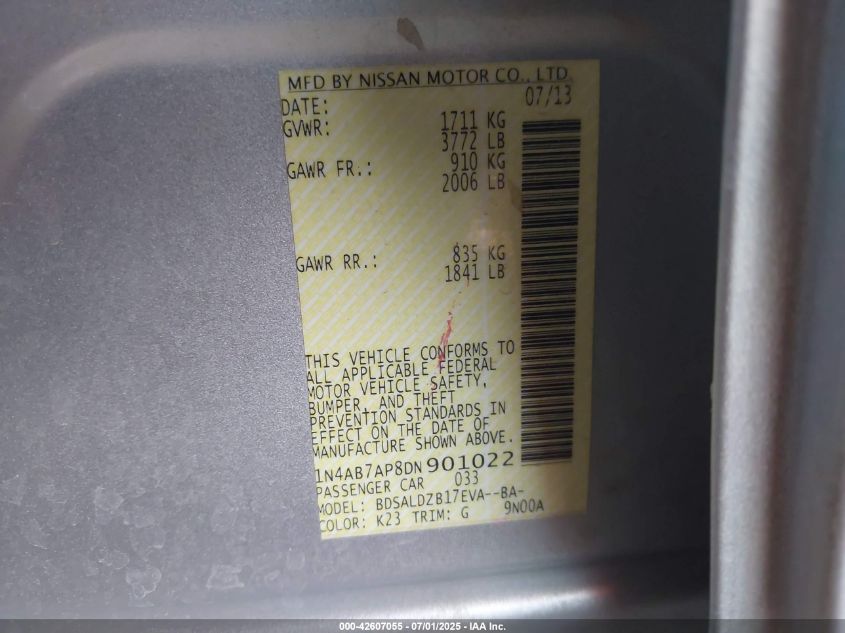 MFD BY NISSAN MOTOR CO., LTD.
DATE: 07/13
GVWR: 1711 KG
3772 LB
GAWR FR.: 910 KG
2006 LB
GAWR RR.: 835 KG
1841 LB
THIS VEHICLE CONFORMS TO
ALL APPLICABLE FEDERAL
MOTOR VEHICLE SAFETY,
BUMPER, AND THEFT
PREVENTION STANDARDS IN
EFFECT ON THE DATE OF
MANUFACTURE SHOWN ABOVE.
1N4AB7AP8DN901022
PASSENGER CAR 033
MODEL: BDSALDZB17EVA--BA-
COLOR: K23 TRIM: G 9N00A
000-42607055 - 07/01/2025 - IAA Inc.